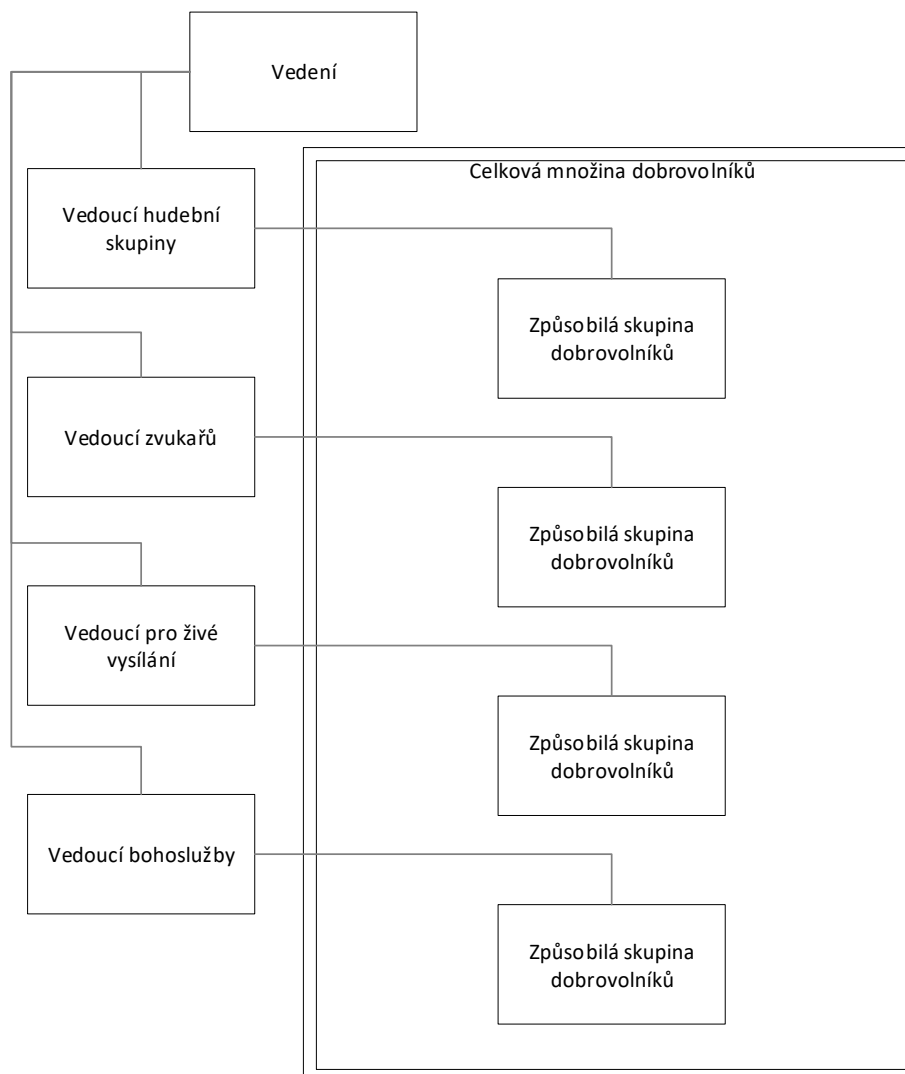 Vedení
Celková množina dobrovolníků
Vedoucí hudební
skupiny
Způsobilá skupina
dobrovolníků
Vedoucí zvukařů
Způsobilá skupina
dobrovolníků
Vedoucí pro živé
vysílání
Způsobilá skupina
dobrovolníků
Vedoucí bohoslužby
Způsobilá skupina
dobrovolníků